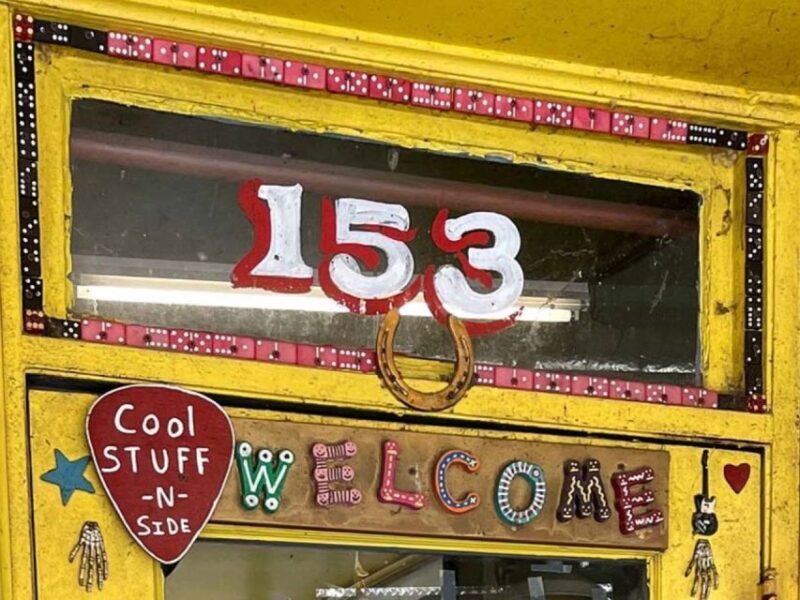 153
Cool
STUFF
-N-
SiDE
WELCOME